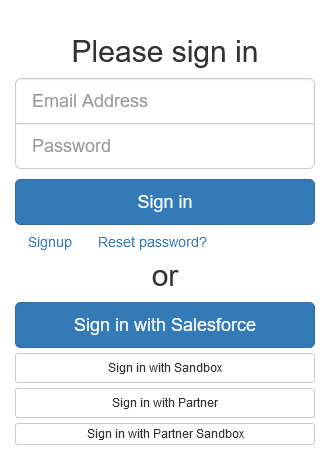 Please sign in
Email Address
Password
Sign in
Signup Reset password?
or
Sign in with Salesforce
Sign in with Sandbox
Sign in with Partner
Sign in with Partner Sandbox